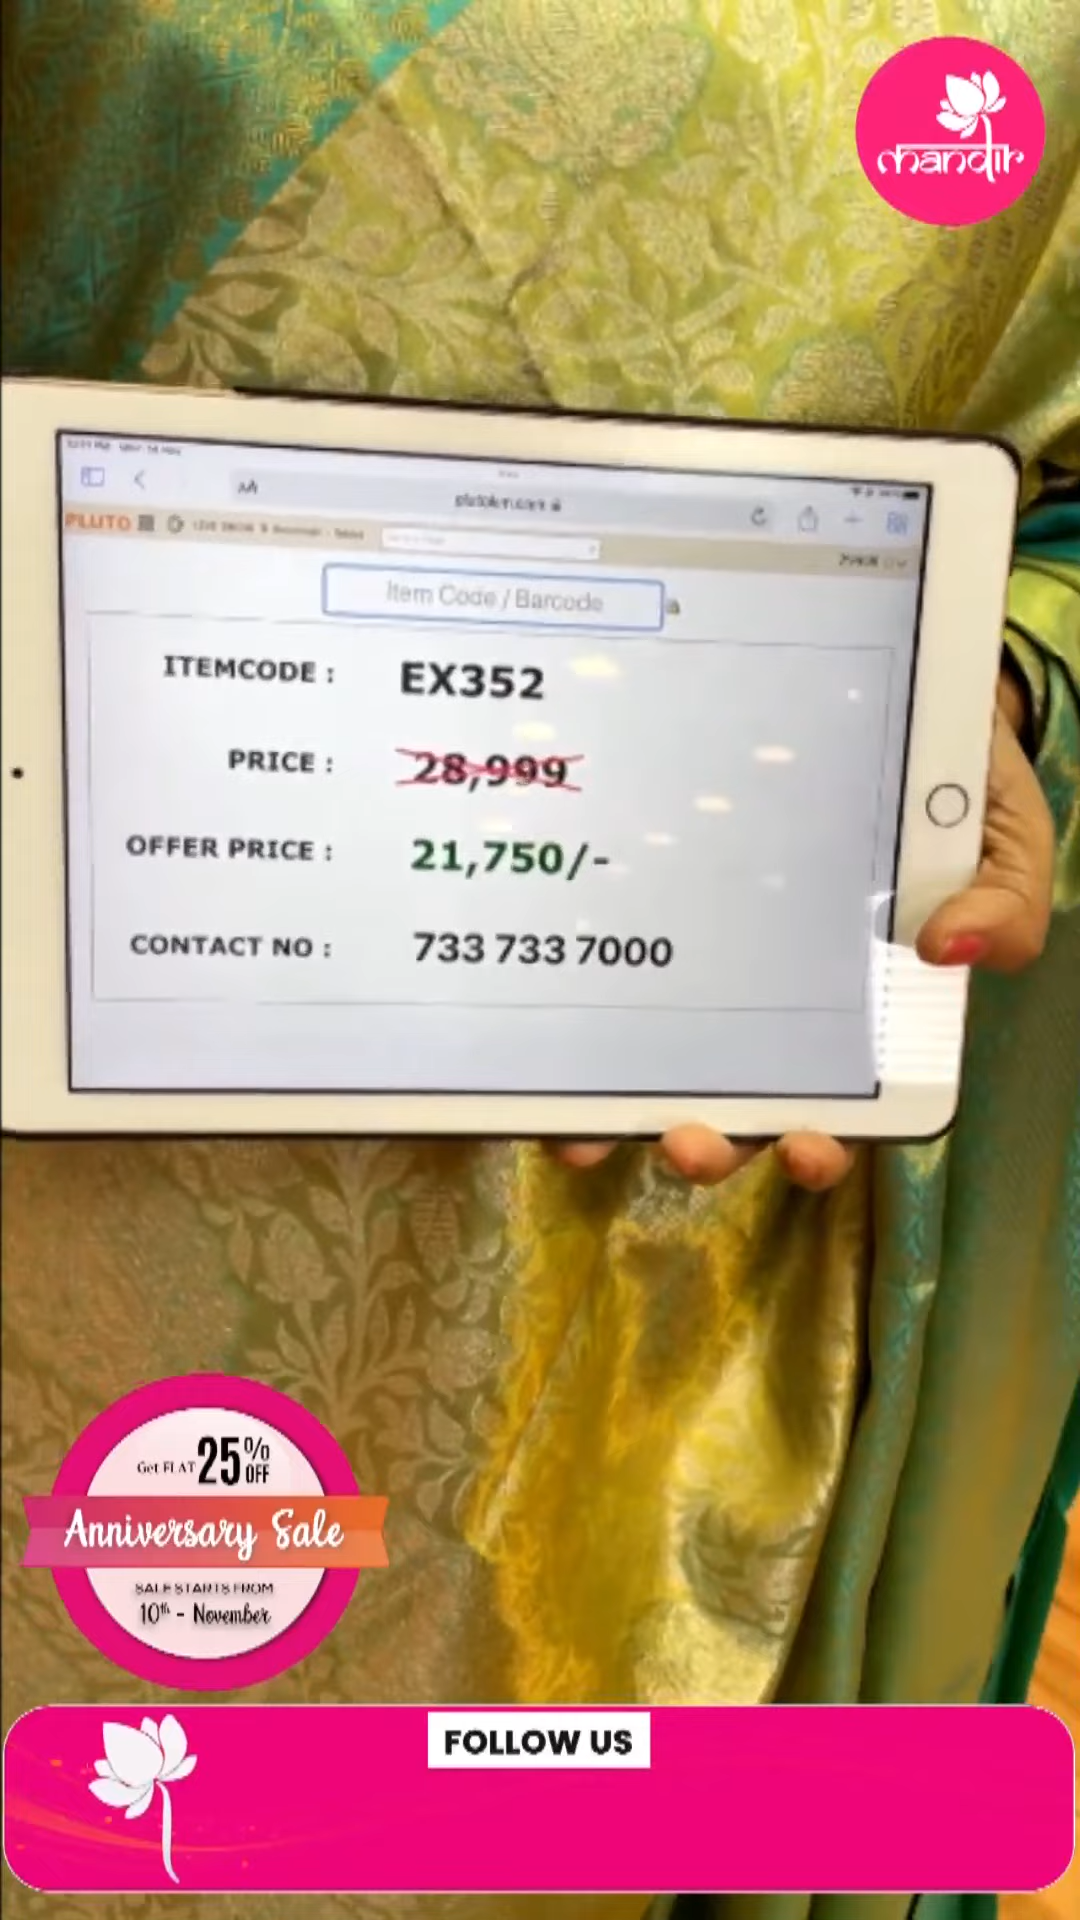 mandir
PLUTO
Item Code / Barcode
ITEMCODE : EX352
PRICE : 28,999
OFFER PRICE : 21,750/-
CONTACT NO : 733 733 7000
Get FLAT 25% OFF
Anniversary Sale
SALE STARTS FROM
10th - November
FOLLOW US